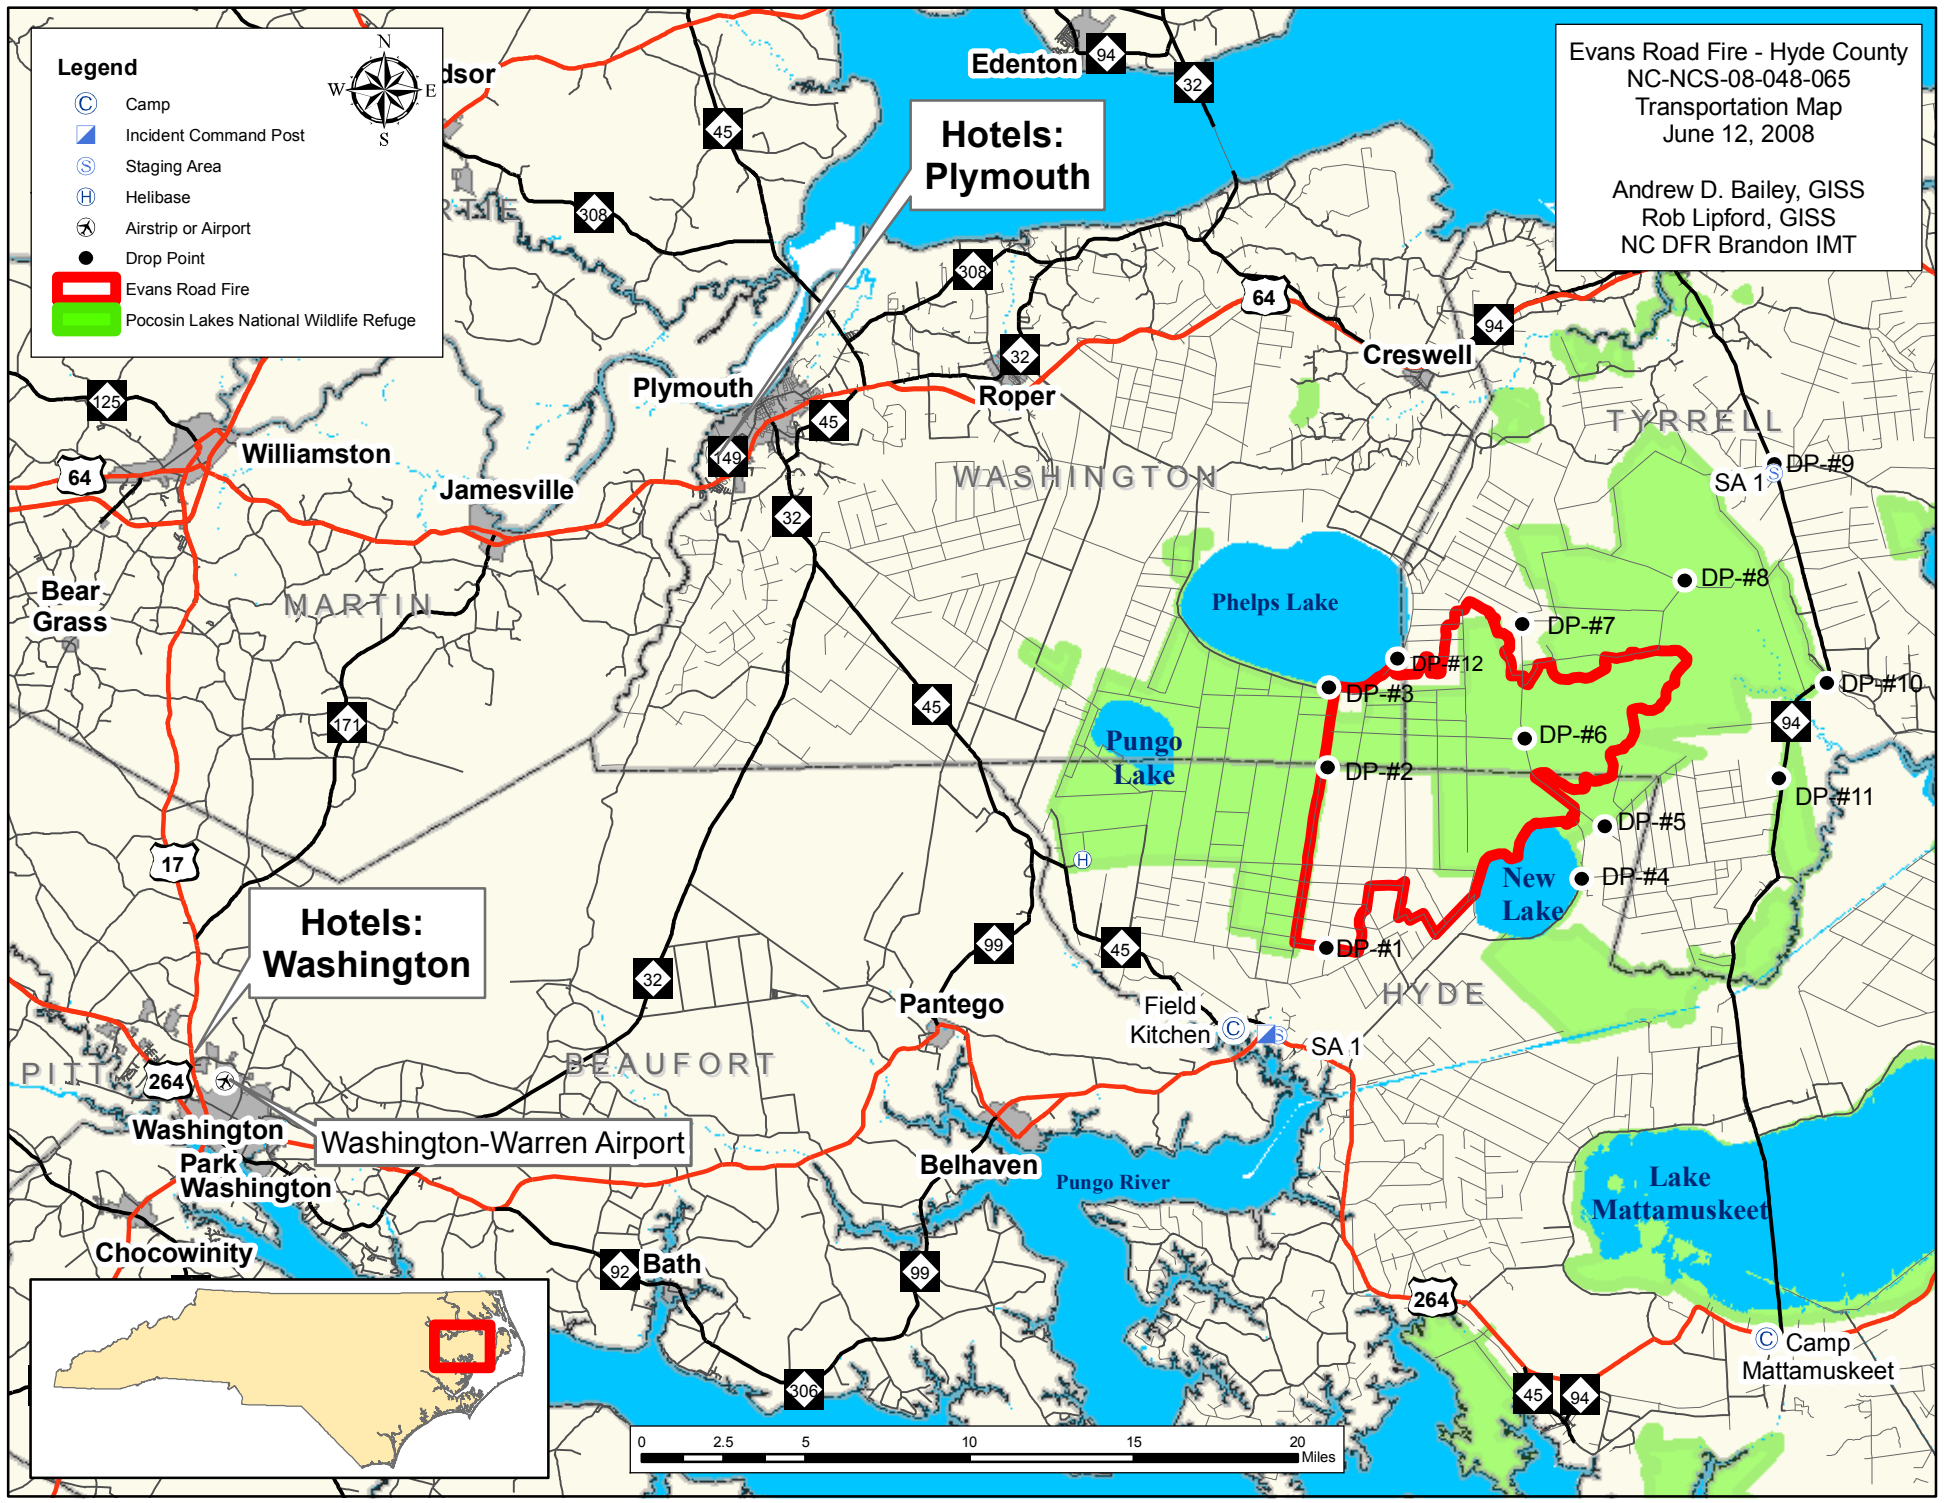 Legend
Camp
Incident Command Post
Staging Area
Helibase
Airstrip or Airport
Drop Point
Evans Road Fire
Pocosin Lakes National Wildlife Refuge
N
W
E
S
C
S
H
Evans Road Fire - Hyde County
NC-NCS-08-048-065
Transportation Map
June 12, 2008
Andrew D. Bailey, GISS
Rob Lipford, GISS
NC DFR Brandon IMT
dsor
Edenton
94
32
45
Hotels:
Plymouth
RTIE
308
308
64
94
32
Creswell
Plymouth
Roper
125
45
TYRRELL
Williamston
149
64
WASHINGTON
DP-#9
SA 1
S
Jamesville
32
DP-#8
Bear
Grass
MARTIN
Phelps Lake
DP-#7
DP-#12
DP-#3
DP-#10
45
171
94
Pungo
Lake
DP-#6
DP-#2
DP-#11
DP-#5
17
H
New
Lake
DP-#4
Hotels:
Washington
99
45
DP-#1
32
HYDE
Pantego
Field
Kitchen
C
S
SA 1
BEAUFORT
PITT
264
Washington
Washington-Warren Airport
Park
Washington
Belhaven
Pungo River
Lake
Mattamuskeet
Chocowinity
92
Bath
99
264
C
Camp
Mattamuskeet
306
45
94
0
2.5
5
10
15
20
Miles